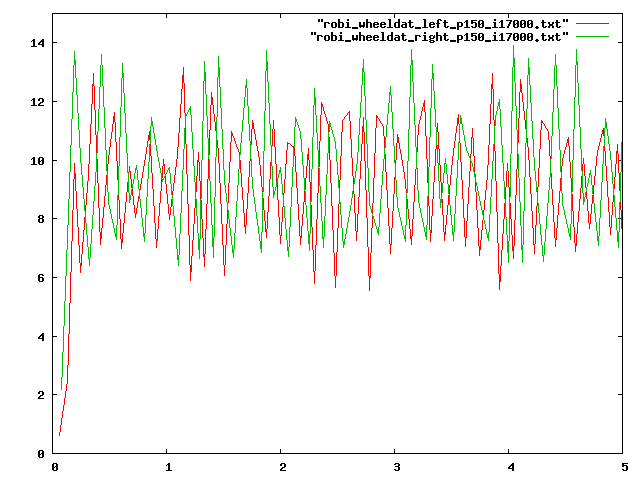 "robi_wheeldat_left_p150_i17000.txt"
"robi_wheeldat_right_p150_i17000.txt"
14
12
10
8
6
4
2
0
0 1 2 3 4 5